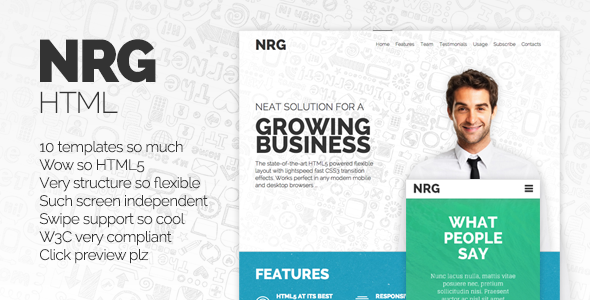 NRG
HTML
10 templates so much
Wow so HTML5
Very structure so flexible
Such screen independent
Swipe support so cool
W3C very compliant
Click preview plz
NRG
Home Features Team Testimonials Usage Subscribe Contacts
NEAT SOLUTION FOR A
GROWING
BUSINESS
The state-of-the-art HTML5 powered flexible
layout with lightspeed fast CSS3 transition
effects. Works perfect in any modern mobile
and desktop browsers...
FEATURES
HTML5 AT ITS BEST
NRG
WHAT
PEOPLE
SAY
Nunc lacus nulla, mattis vitae
posuere nec, pretium
sollicitudin nisi. Praesent